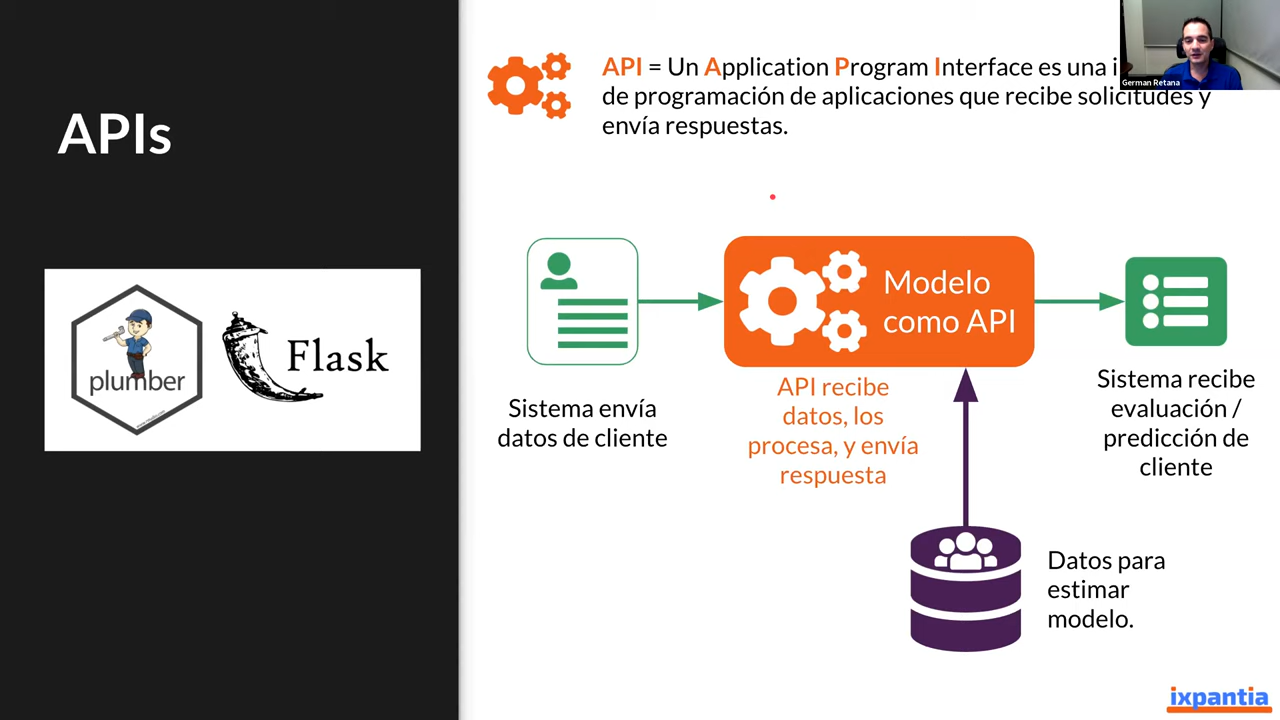 APIs
plumber
Flask
API = Un Application Program Interface es una i
de programación de aplicaciones que recibe solicitudes y
envía respuestas.
German Retana
Modelo
como API
Sistema envía
datos de cliente
API recibe
datos, los
procesa, y envía
respuesta
Sistema recibe
evaluación /
predicción de
cliente
Datos para
estimar
modelo.
ixpantia